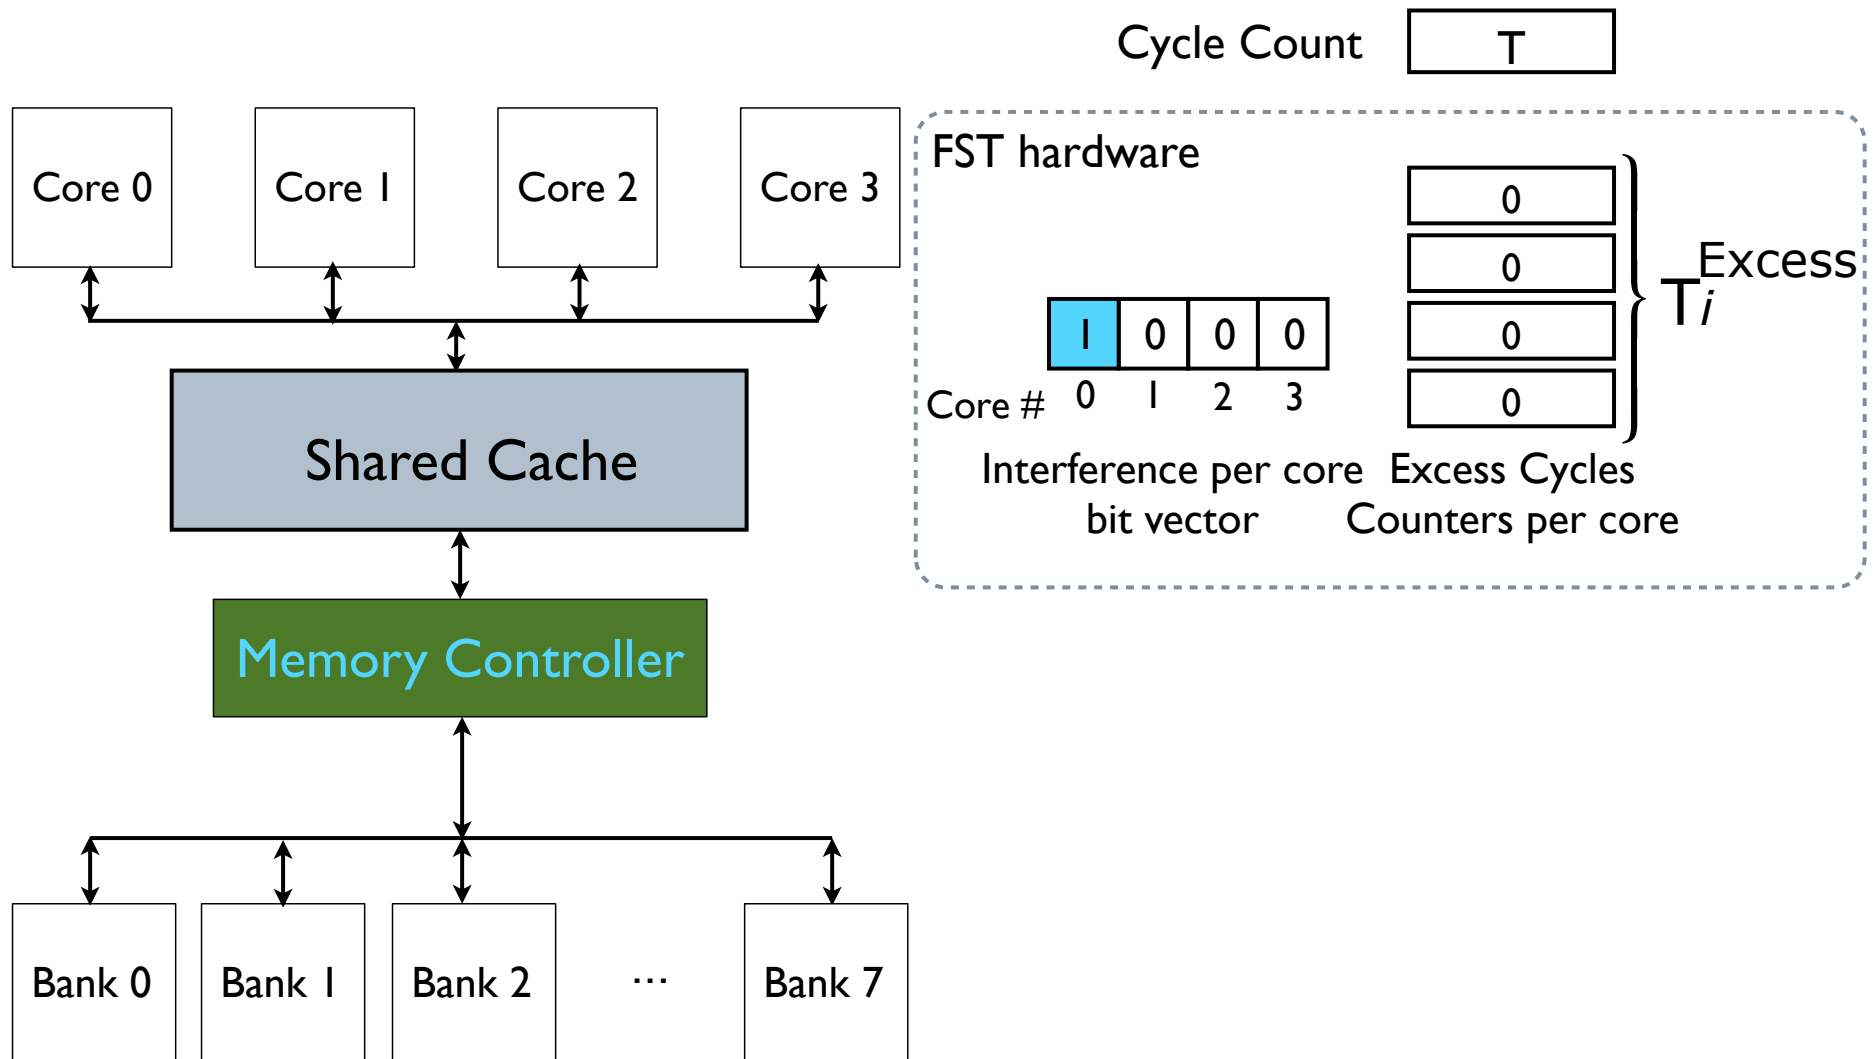 Cycle Count T
Core 0 Core 1 Core 2 Core 3
FST hardware
0
0
0
0
T i Excess
1 0 0 0
Core # 0 1 2 3
Interference per core
bit vector
Excess Cycles
Counters per core
Shared Cache
Memory Controller
Bank 0 Bank 1 Bank 2 ... Bank 7